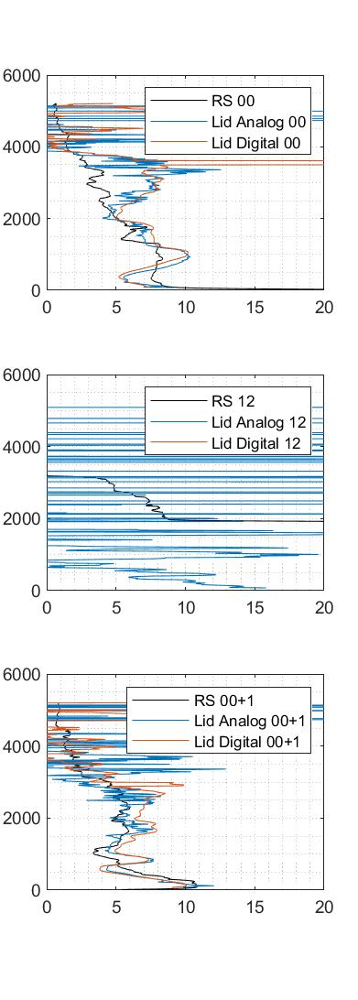 6000
RS 00
Lid Analog 00
Lid Digital 00
4000
2000
0
0 5 10 15 20
6000
RS 12
Lid Analog 12
Lid Digital 12
4000
2000
0
0 5 10 15 20
6000
RS 00+1
Lid Analog 00+1
Lid Digital 00+1
4000
2000
0
0 5 10 15 20